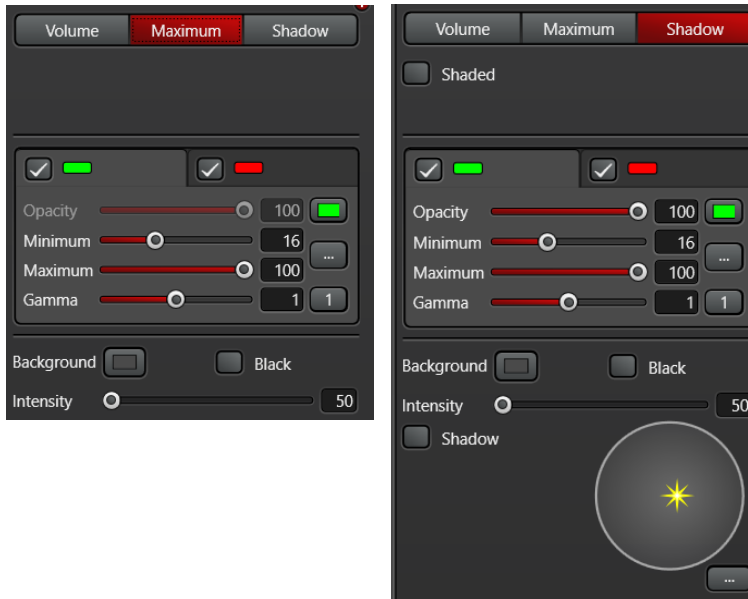 Volume Maximum Shadow
Opacity 100
Minimum 16
...
Maximum 100
Gamma 1 1
Background Black
Intensity 50
Volume Maximum Shadow
Shaded
Opacity 100
Minimum 16
...
Maximum 100
Gamma 1 1
Background Black
Intensity 50
Shadow
...